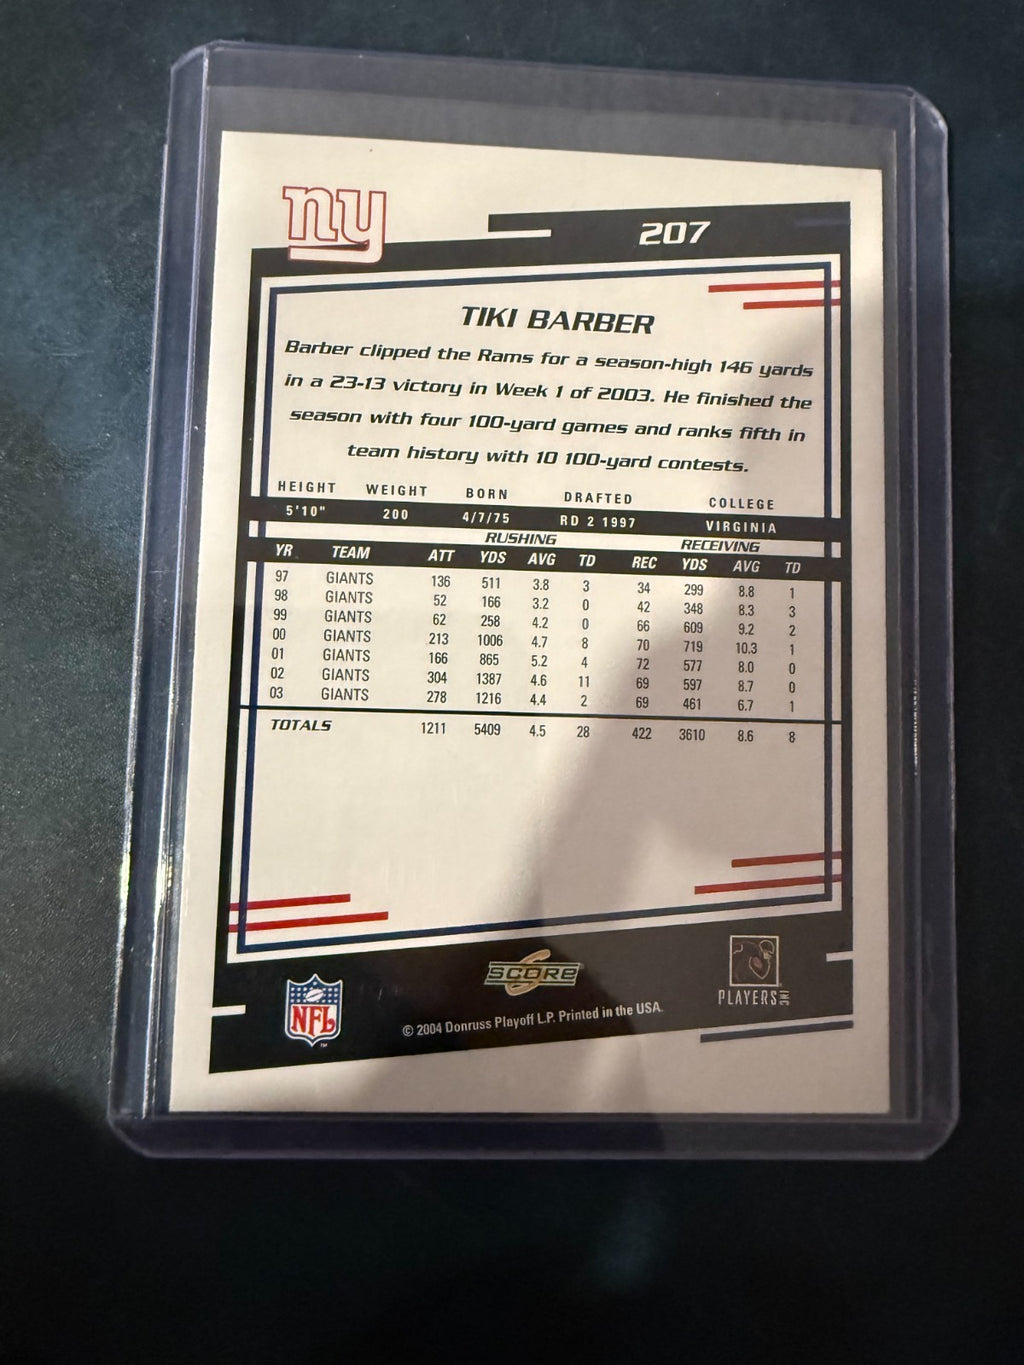 ny
207
TIKI BARBER
Barber clipped the Rams for a season-high 146 yards
in a 23-13 victory in Week 1 of 2003. He finished the
season with four 100-yard games and ranks fifth in
team history with 10 100-yard contests.
HEIGHT WEIGHT BORN DRAFTED COLLEGE
5'10" 200 4/7/75 RD 2 1997 VIRGINIA
RUSHING RECEIVING
YR. TEAM ATT YDS AVG TD REC YDS AVG TD
97 GIANTS 136 511 3.8 3 34 299 8.8 1
98 GIANTS 52 166 3.2 0 42 348 8.3 3
99 GIANTS 62 258 4.2 0 66 609 9.2 2
00 GIANTS 213 1006 4.7 8 70 719 10.3 1
01 GIANTS 166 865 5.2 4 72 577 8.0 0
02 GIANTS 304 1387 4.6 11 69 597 8.7 0
03 GIANTS 278 1216 4.4 2 69 461 6.7 1
TOTALS 1211 5409 4.5 28 422 3610 8.6 8
NFL
TM
SCORE
PLAYERS INC
© 2004 Donruss Playoff L.P. Printed in the USA.